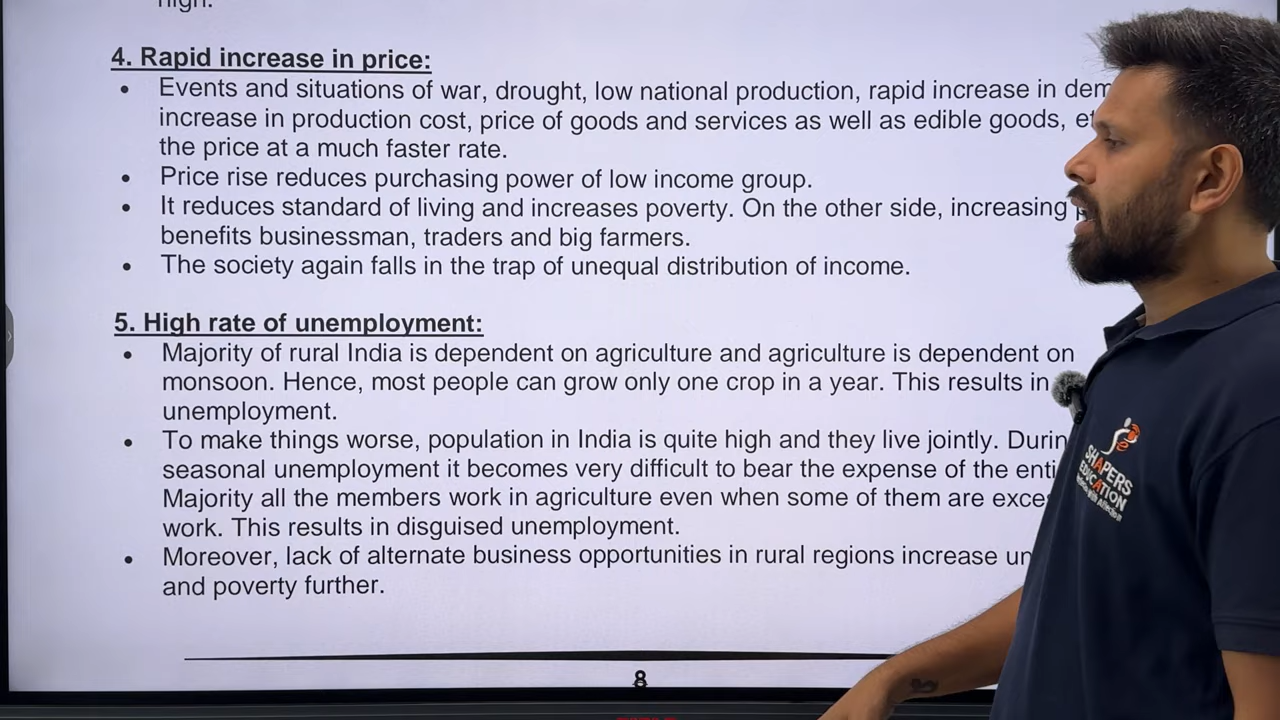 high.
4. Rapid increase in price:
• Events and situations of war, drought, low national production, rapid increase in dem
increase in production cost, price of goods and services as well as edible goods, et
the price at a much faster rate.
• Price rise reduces purchasing power of low income group.
• It reduces standard of living and increases poverty. On the other side, increasing
benefits businessman, traders and big farmers.
• The society again falls in the trap of unequal distribution of income.
5. High rate of unemployment:
• Majority of rural India is dependent on agriculture and agriculture is dependent on
monsoon. Hence, most people can grow only one crop in a year. This results in
unemployment.
• To make things worse, population in India is quite high and they live jointly. Durin
seasonal unemployment it becomes very difficult to bear the expense of the enti
Majority all the members work in agriculture even when some of them are exce
work. This results in disguised unemployment.
• Moreover, lack of alternate business opportunities in rural regions increase un
and poverty further.
8
SHAPERS
EDUCATION